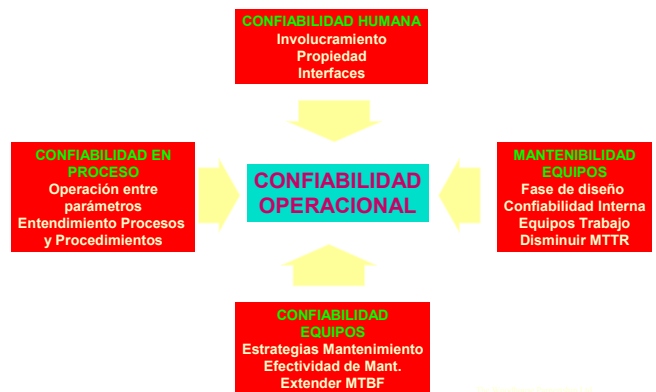 CONFIABILIDAD HUMANA
Involucramiento
Propiedad
Interfaces
CONFIABILIDAD EN
PROCESO
Operación entre
parámetros
Entendimiento Procesos
y Procedimientos
CONFIABILIDAD
OPERACIONAL
MANTENIBILIDAD
EQUIPOS
Fase de diseño
Confiabilidad Interna
Equipos Trabajo
Disminuir MTTR
CONFIABILIDAD
EQUIPOS
Estrategias Mantenimiento
Efectividad de Mant.
Extender MTBF